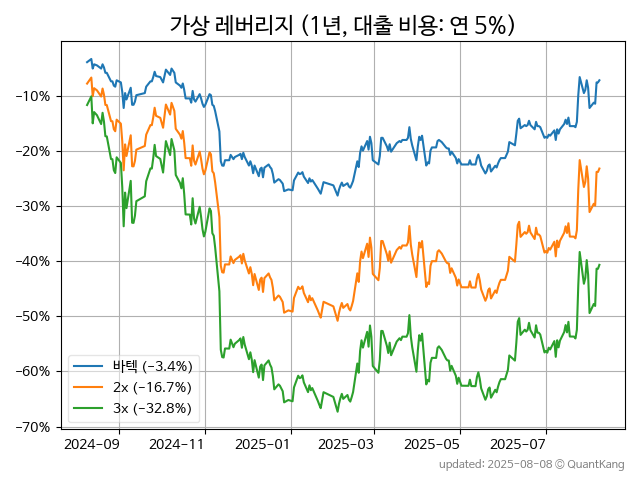 가상 레버리지 (1년, 대출 비용: 연 5%)
−10%
−20%
−30%
−40%
−50%
−60%
−70%
바텍 (−3.4%)
2x (−16.7%)
3x (−32.8%)
2024-09 2024-11 2025-01 2025-03 2025-05 2025-07
updated: 2025-08-08 © QuantKang